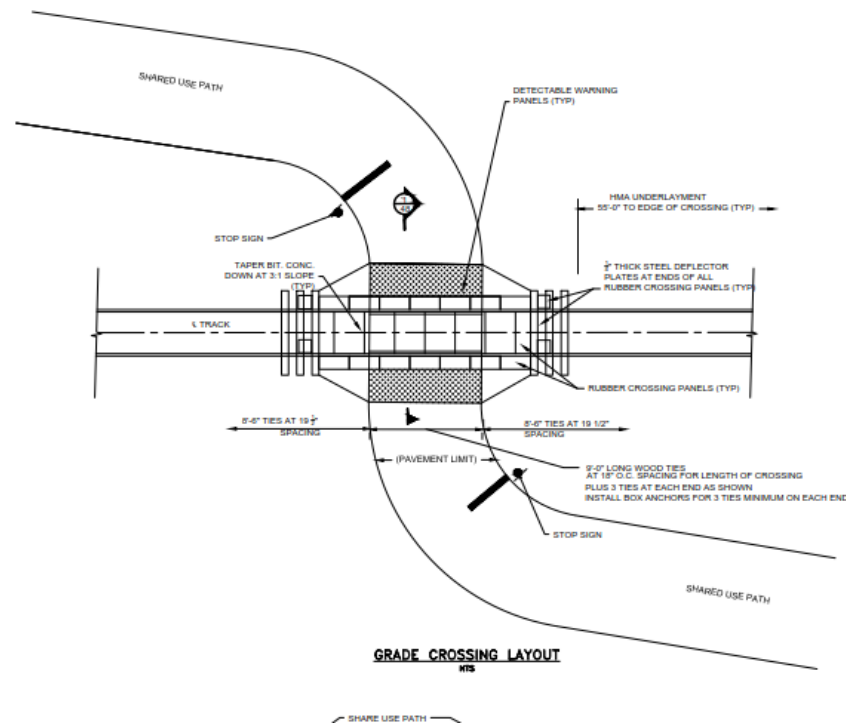 SHARED USE PATH
DETECTABLE WARNING
PANELS (TYP)
HMA UNDERLAYMENT
55'-0" TO EDGE OF CROSSING (TYP)
STOP SIGN
TAPER BIT. CONC.
DOWN AT 3:1 SLOPE
(TYP)
THICK STEEL DEFLECTOR
PLATES AT ENDS OF ALL
RUBBER CROSSING PANELS (TYP)
℄ TRACK
RUBBER CROSSING PANELS (TYP)
8'-6" TIES AT 19 1/2"
SPACING
8'-6" TIES AT 19 1/2"
SPACING
(PAVEMENT LIMIT)
9'-0" LONG WOOD TIES
AT 18" O.C. SPACING FOR LENGTH OF CROSSING
PLUS 3 TIES AT EACH END AS SHOWN
INSTALL BOX ANCHORS FOR 3 TIES MINIMUM ON EACH END
STOP SIGN
SHARED USE PATH
GRADE CROSSING LAYOUT
NTS
SHARE USE PATH